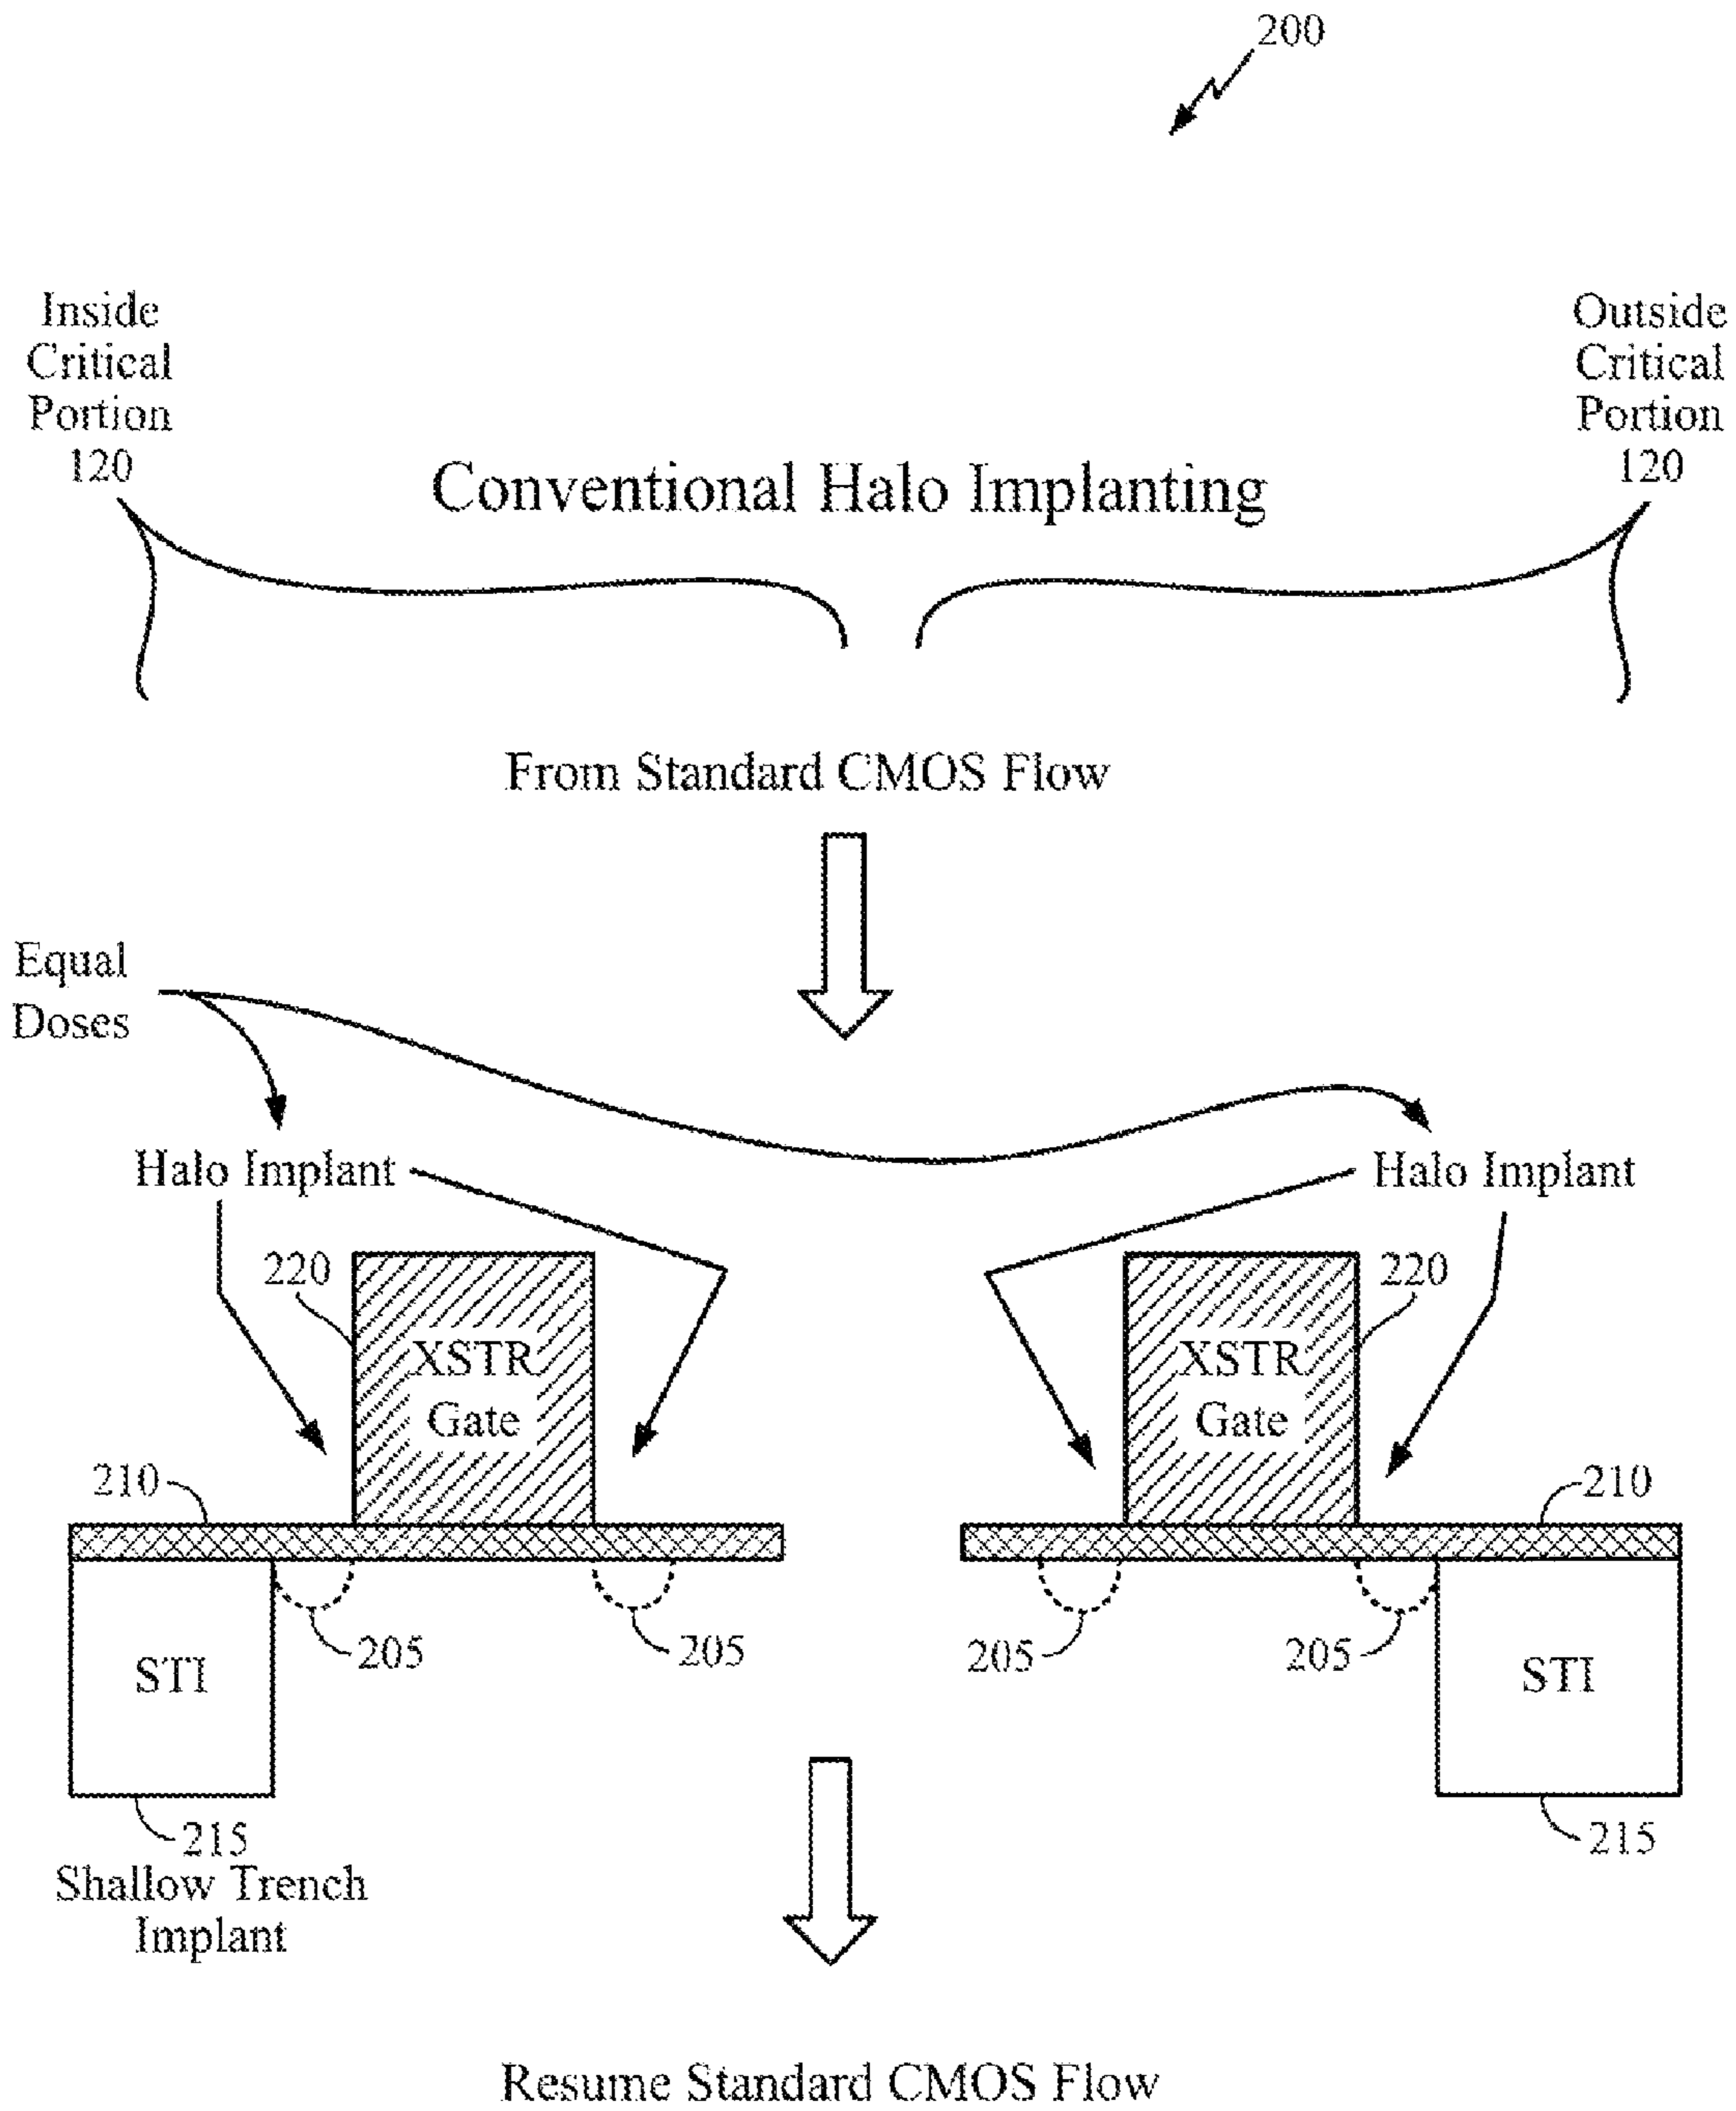 200
Inside
Critical
Portion
120
Outside
Critical
Portion
120
Conventional Halo Implanting
From Standard CMOS Flow
Equal
Doses
Halo Implant
Halo Implant
220
XSTR
Gate
XSTR
Gate
220
210
210
205
205
205
205
STI
STI
215
Shallow Trench
Implant
215
Resume Standard CMOS Flow